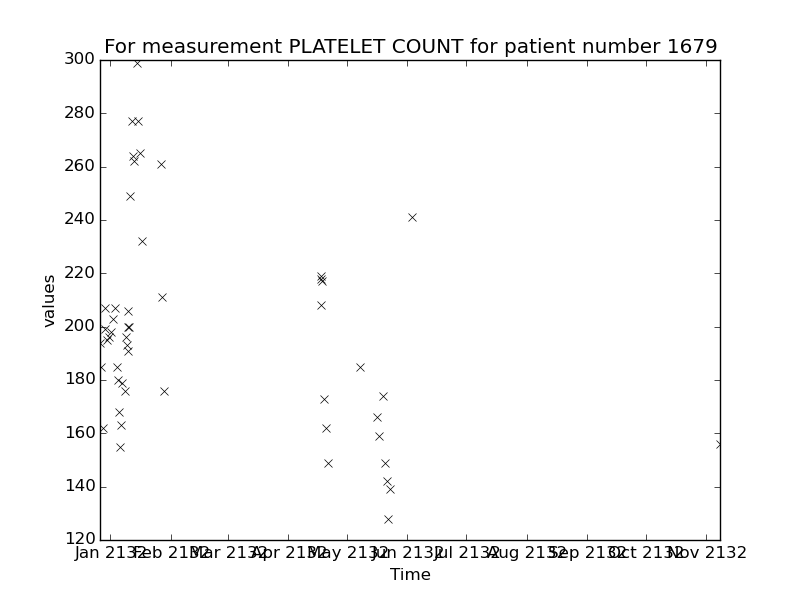 For measurement PLATELET COUNT for patient number 1679
300
280
260
240
220
200
180
160
140
120
values
Jan 2132 Feb 2132 Mar 2132 Apr 2132 May 2132 Jun 2132 Jul 2132 Aug 2132 Sep 2132 Oct 2132 Nov 2132
Time